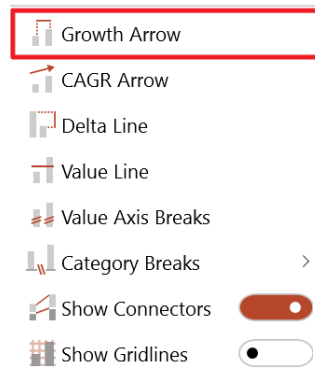 Growth Arrow
CAGR Arrow
Delta Line
Value Line
Value Axis Breaks
Category Breaks
Show Connectors
Show Gridlines